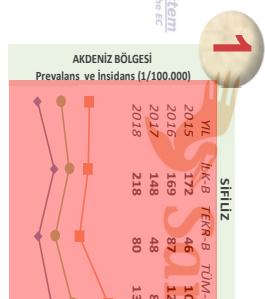 1
AKDENİZ BÖLGESİ
Prevalans ve İnsidans (1/100.000)
SİFİLİZ
YIL İLK-B TEKR-B TÜM-
2015 172 46
2016 169 87
2017 148 48
2018 218 80